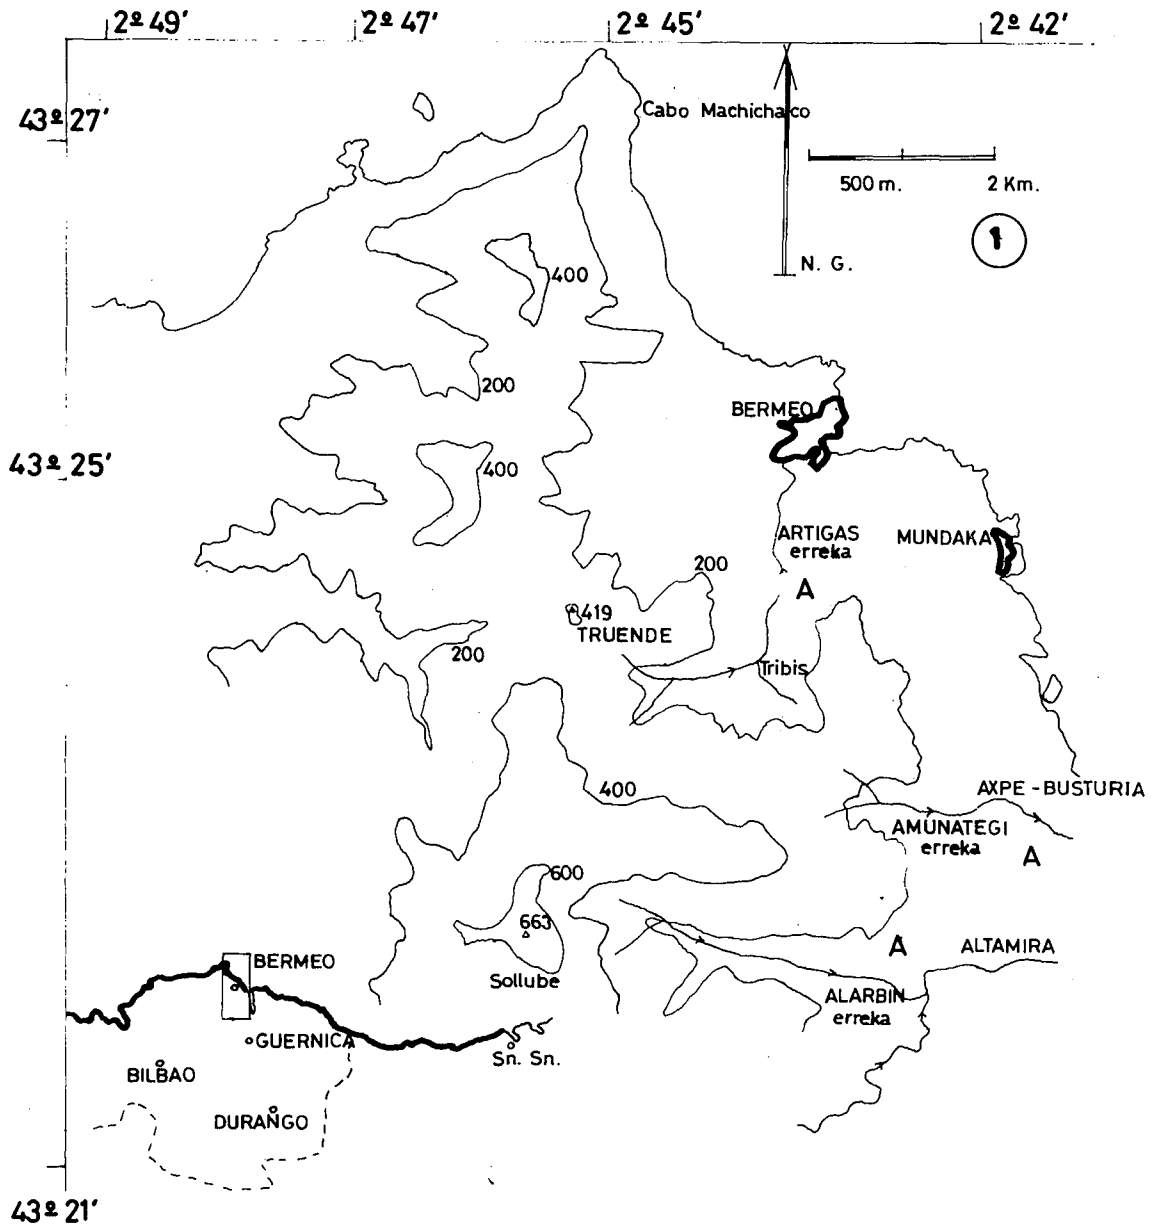 2º 49′
2º 47′
2º 45′
2º 42′
43º 27′
Cabo Machichaco
500 m.
2 Km.
1
N. G.
400
200
BERMEO
43º 25′
400
ARTIGAS
erreka
MUNDAKA
200
A
419
TRUENDE
200
Tribis
400
AXPE - BUSTURIA
AMUNATEGI
erreka
A
600
663
Sollube
A
ALTAMIRA
ALARBIN
erreka
BERMEO
GUERNICA
Sn. Sn.
BILBAO
DURANGO
43º 21′